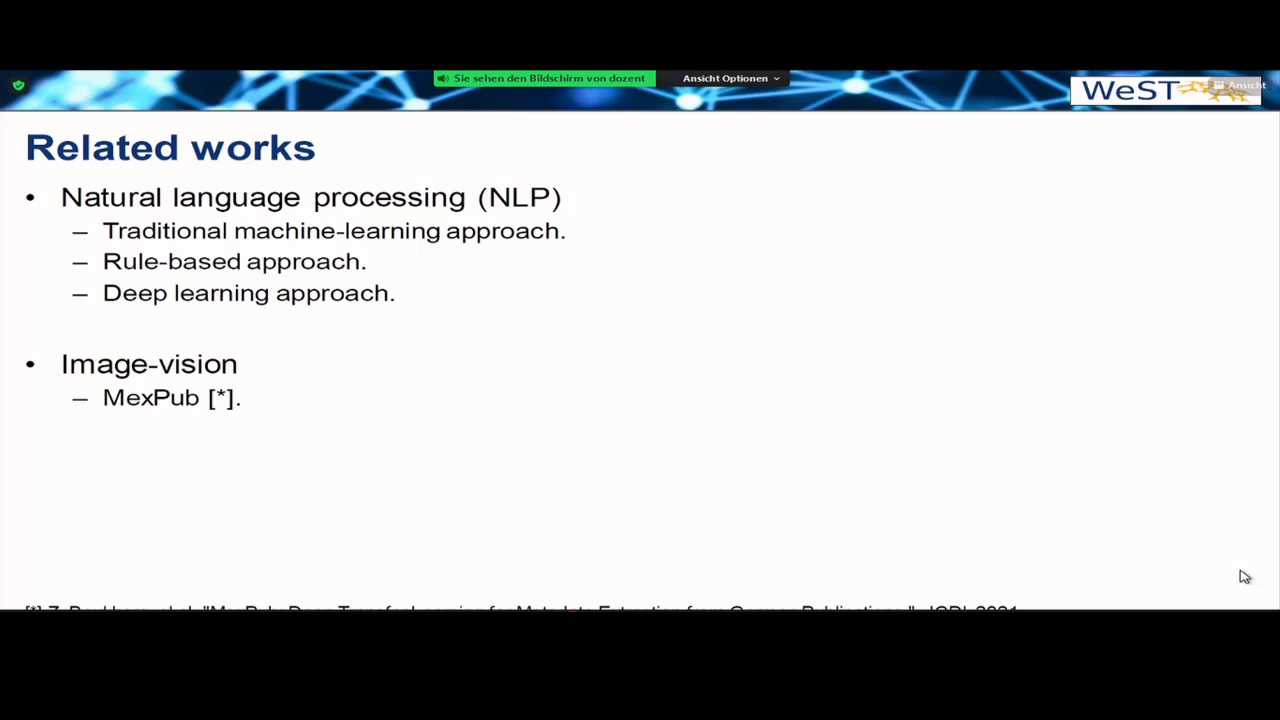 Sie sehen den Bildschirm von dozent
Ansicht Optionen
WeST
Ansicht
Related works
• Natural language processing (NLP)
– Traditional machine-learning approach.
– Rule-based approach.
– Deep learning approach.
• Image-vision
– MexPub [*].